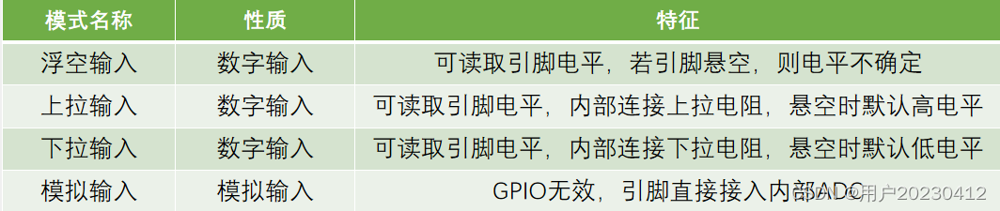 模式名称 性质 特征
浮空输入 数字输入 可读取引脚电平，若引脚悬空，则电平不确定
上拉输入 数字输入 可读取引脚电平，内部连接上拉电阻，悬空时默认高电平
下拉输入 数字输入 可读取引脚电平，内部连接下拉电阻，悬空时默认低电平
模拟输入 模拟输入 GPIO无效，引脚直接接入内部ADC
CSDN @用户20230412